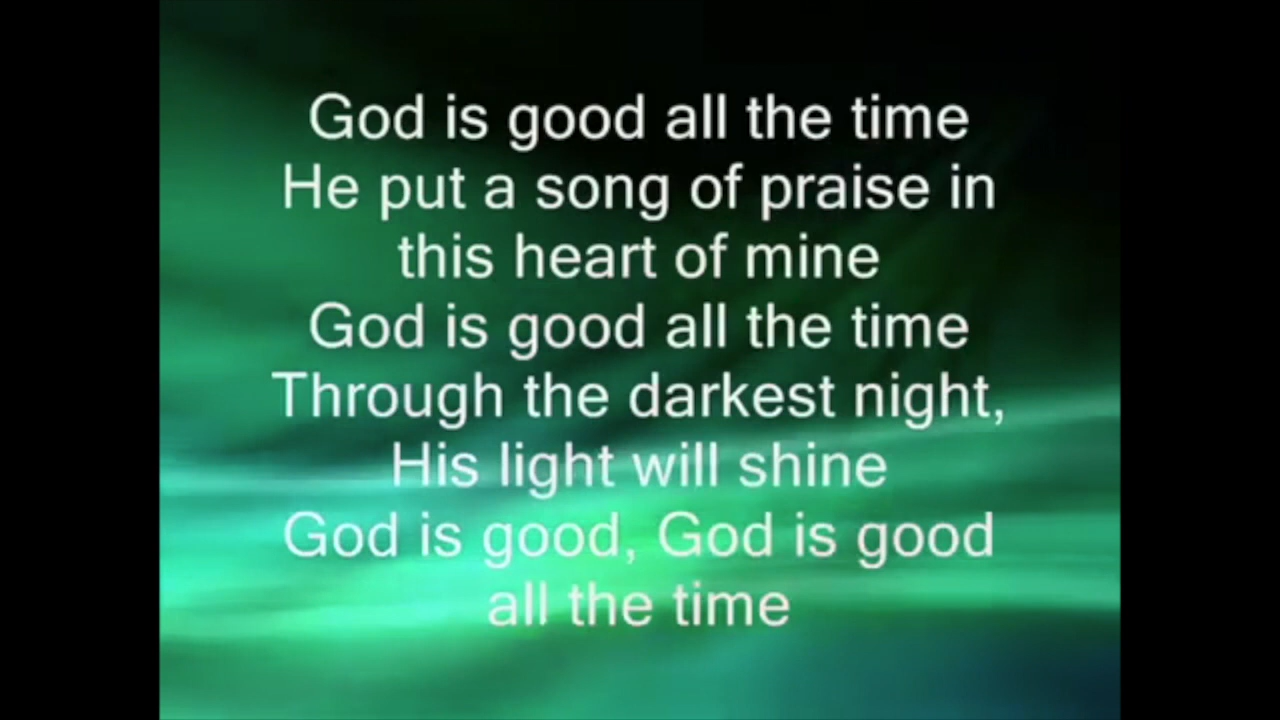 God is good all the time
He put a song of praise in
this heart of mine
God is good all the time
Through the darkest night,
His light will shine
God is good, God is good
all the time